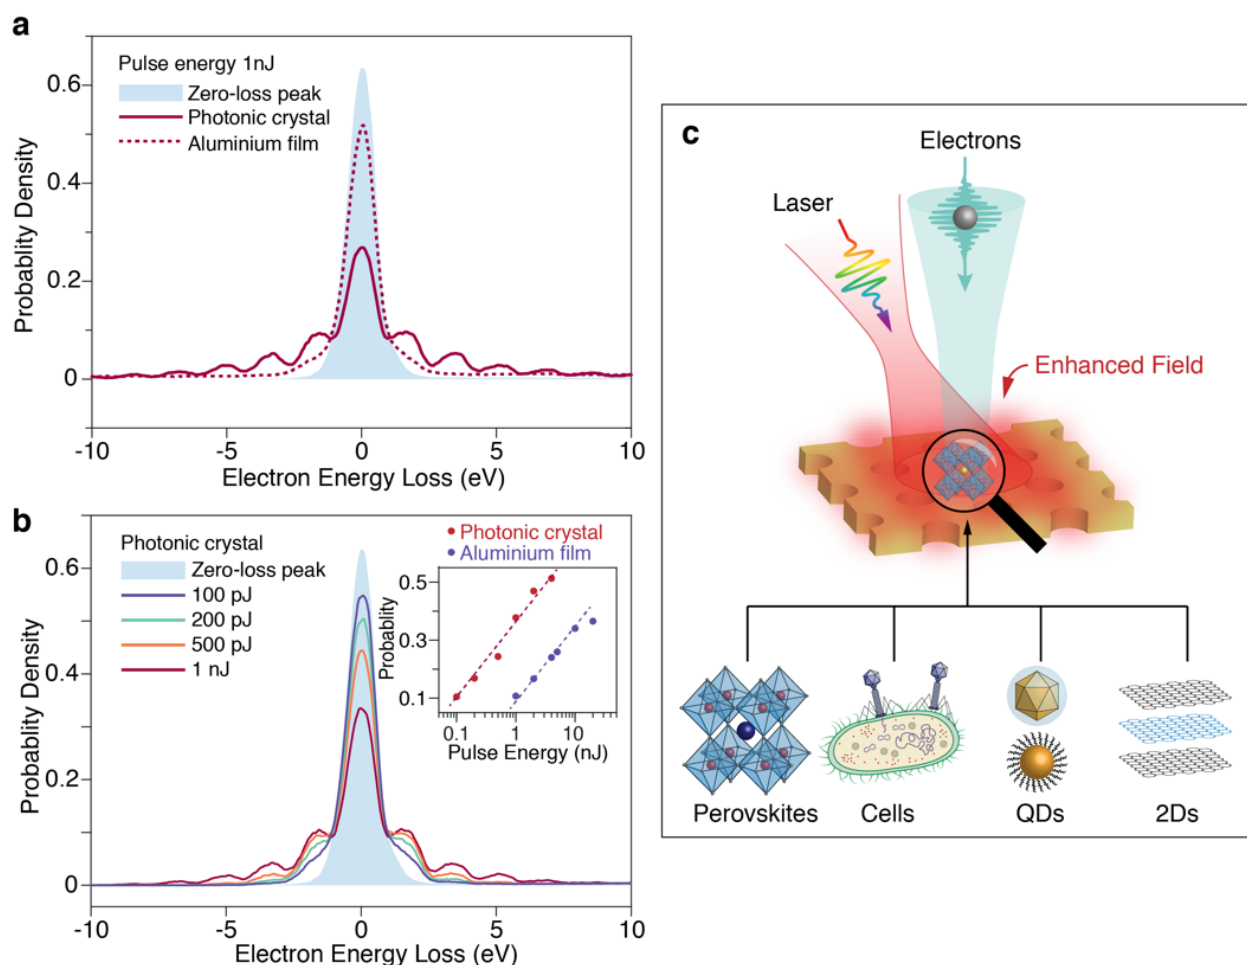 a
Pulse energy 1nJ
Zero-loss peak
Photonic crystal
Aluminium film
0.6
0.4
0.2
0
Probablity Density
-10
-5
0
5
10
Electron Energy Loss (eV)
b
Photonic crystal
Zero-loss peak
100 pJ
200 pJ
500 pJ
1 nJ
0.6
0.4
0.2
0
Probablity Density
-10
-5
0
5
10
Electron Energy Loss (eV)
Photonic crystal
Aluminium film
0.5
0.3
0.1
Probablity
0.1
1
10
Pulse Energy (nJ)
c
Electrons
Laser
Enhanced Field
Perovskites
Cells
QDs
2Ds